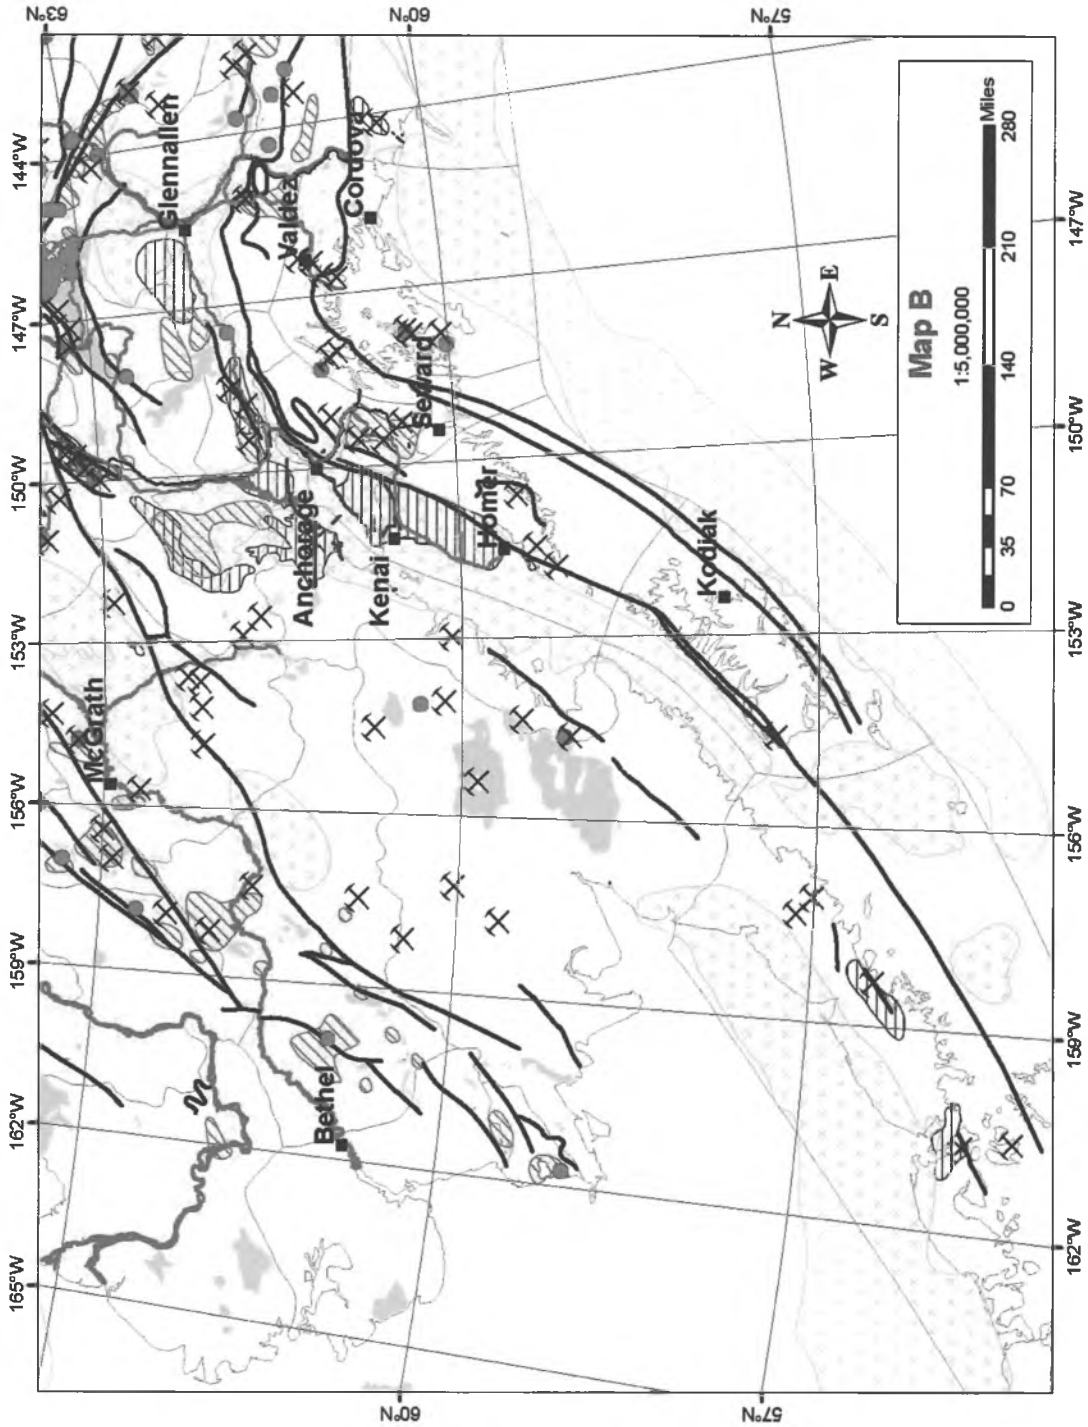 63°N
60°N
57°N
144°W
147°W
150°W
153°W
156°W
159°W
162°W
165°W
Glennallen
Valdez
Cordova
Seward
Anchorage
Kenai
Homer
Kodiak
McGrath
Bethel
N
W
E
S
Map B
1:5,000,000
Miles
0 35 70 140 210 280
147°W
150°W
153°W
156°W
159°W
162°W
60°N
57°N